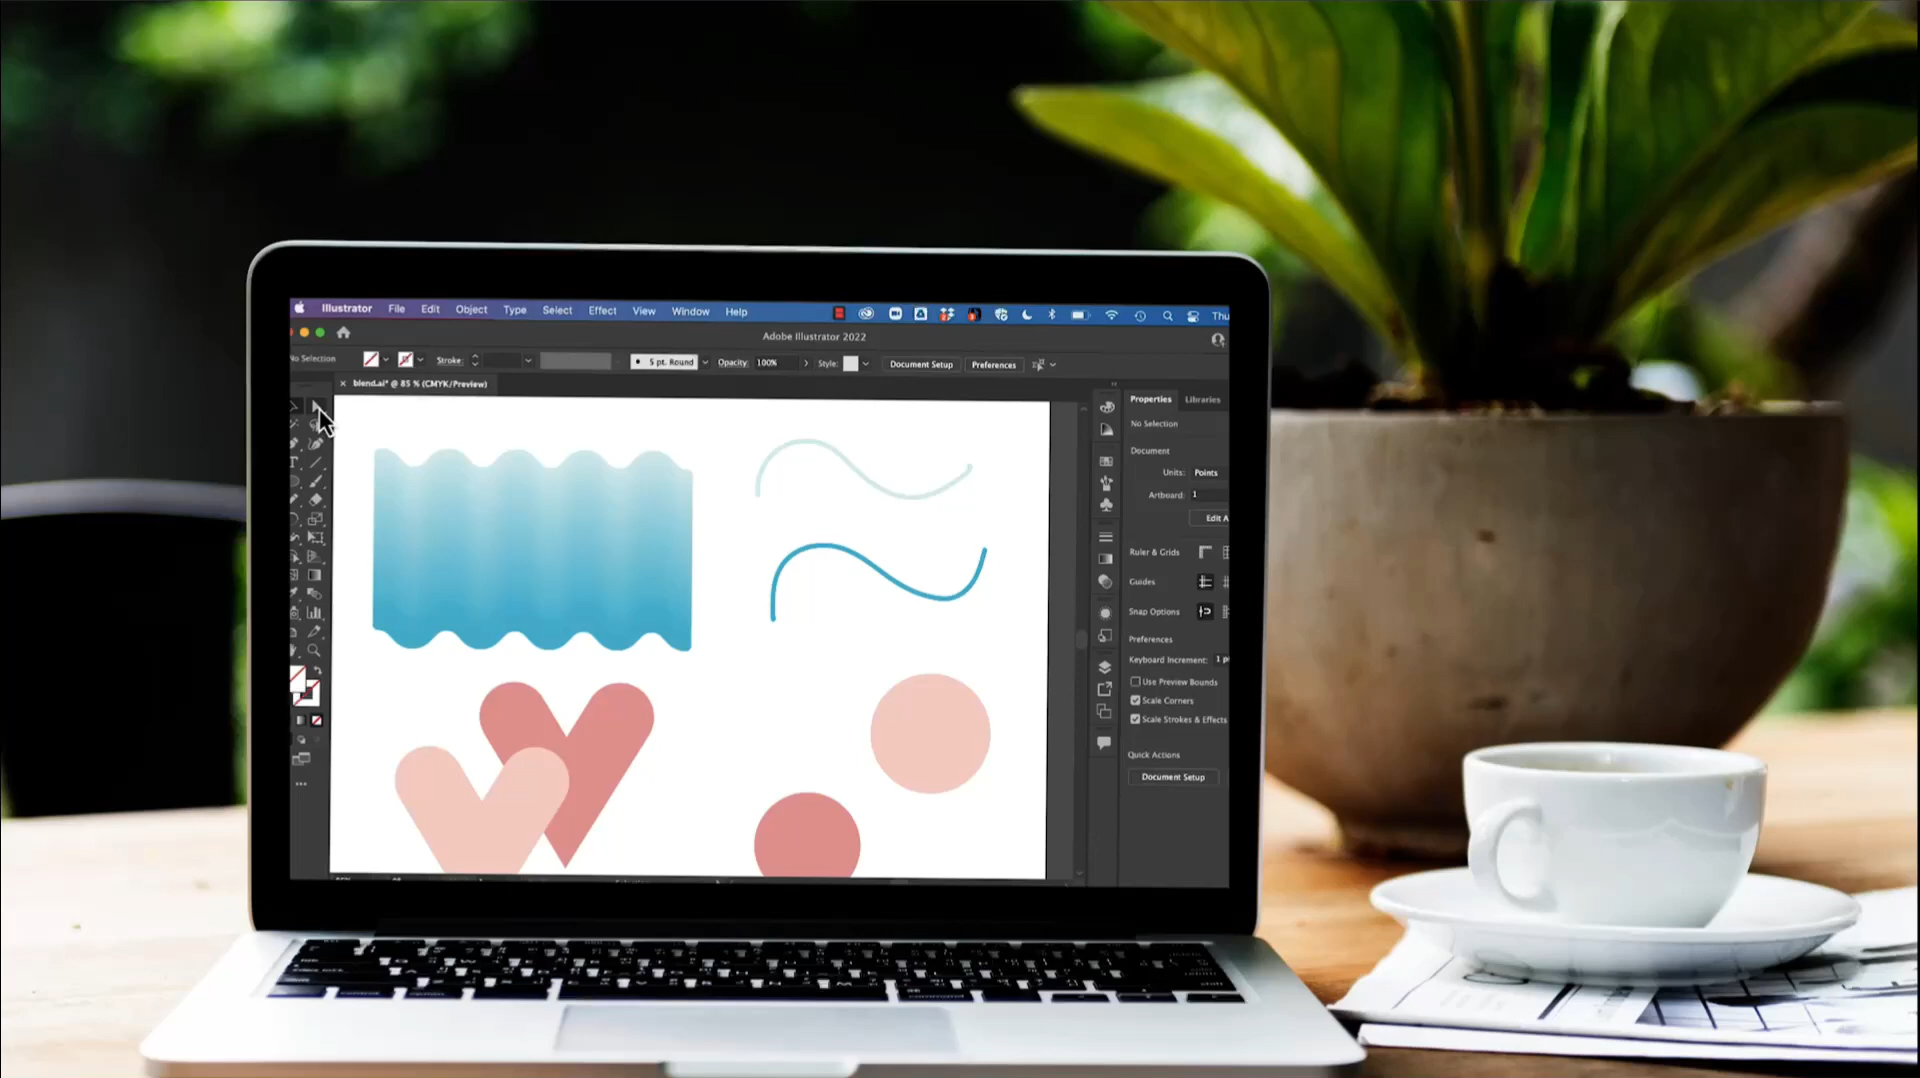 Illustrator File Edit Object Type Select Effect View Window Help Thu
Adobe Illustrator 2022
No Selection Stroke: 5 pt. Round Opacity: 100% Style: Document Setup Preferences
× blend.ai* @ 85 % (CMYK/Preview)
Properties Libraries
No Selection
Document
Units: Points
Artboard: 1
Edit A
Ruler & Grids
Guides
Snap Options
Preferences
Keyboard Increment: 1 p
Use Preview Bounds
Scale Corners
Scale Strokes & Effects
Quick Actions
Document Setup
command